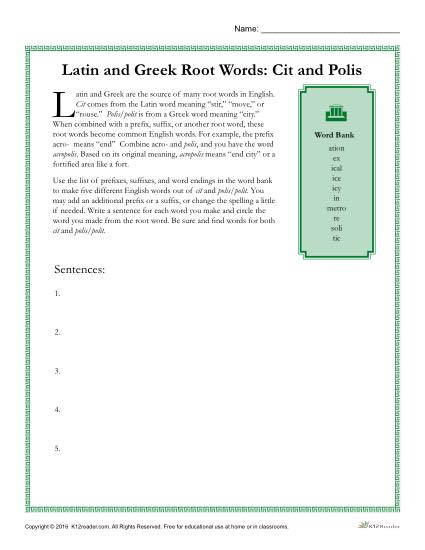 Name:
Latin and Greek Root Words: Cit and Polis
Latin and Greek are the source of many root words in English.
Cit comes from the Latin word meaning “stir,” “move,” or
“rouse.” Polis/polit is from a Greek word meaning “city.”
When combined with a prefix, suffix, or another root word, these
root words become common English words. For example, the prefix
acro- means “end” Combine acro- and polis, and you have the word
acropolis. Based on its original meaning, acropolis means “end city” or a
fortified area like a fort.
Use the list of prefixes, suffixes, and word endings in the word bank
to make five different English words out of cit and polis/polit. You
may add an additional prefix or a suffix, or change the spelling a little
if needed. Write a sentence for each word you make and circle the
word you made from the root word. Be sure and find words for both
cit and polis/polit.
Word Bank
ation
ex
ical
ice
icy
in
metro
re
soli
tic
Sentences:
1.
2.
3.
4.
5.
Copyright © 2016 K12reader.com. All Rights Reserved. Free for educational use at home or in classrooms.
K12Reader